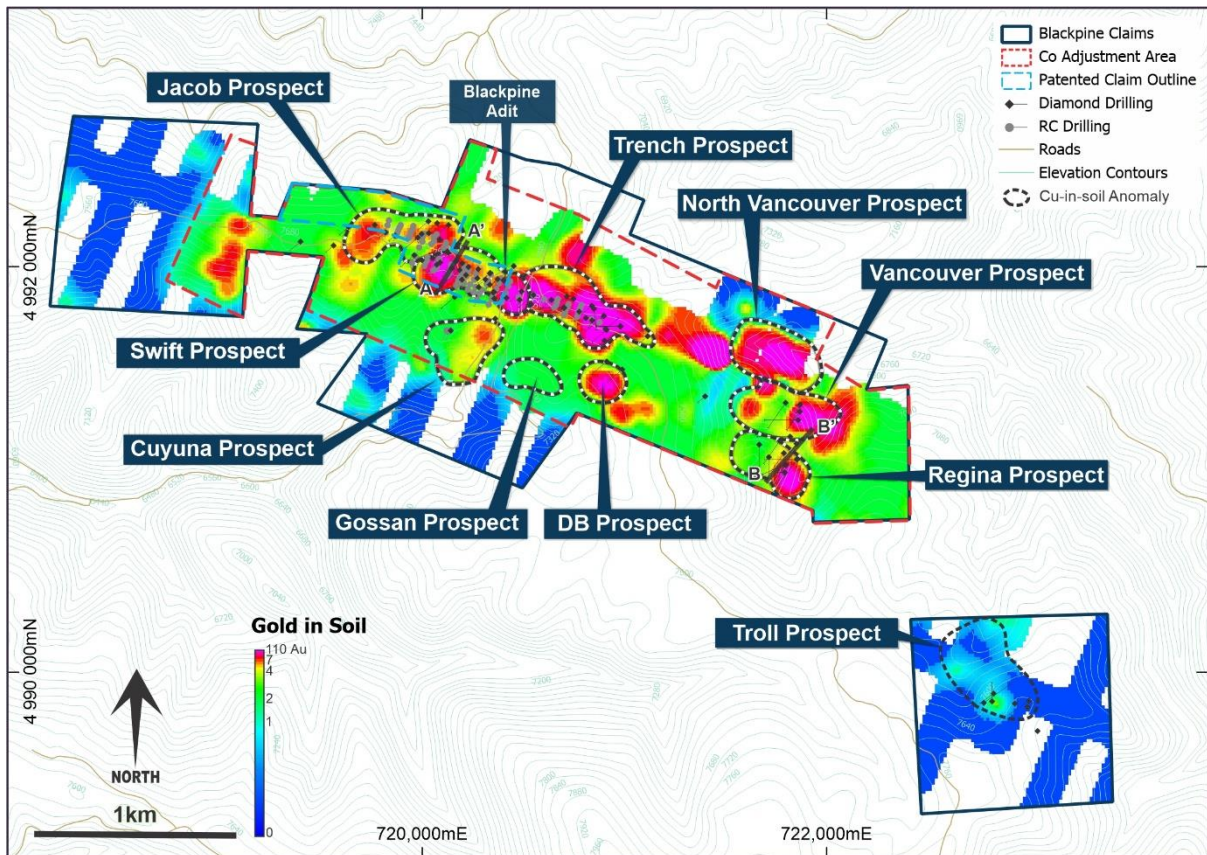 Blackpine Claims
Co Adjustment Area
Patented Claim Outline
Diamond Drilling
RC Drilling
Roads
Elevation Contours
Cu-in-soil Anomaly
Jacob Prospect
Blackpine
Adit
Trench Prospect
North Vancouver Prospect
Vancouver Prospect
A'
A
4 992 000mN
Swift Prospect
Cuyuna Prospect
Gossan Prospect
DB Prospect
B'
B
Regina Prospect
Troll Prospect
Gold in Soil
110 Au
7
4
2
1
0
4 990 000mN
NORTH
1km
720,000mE
722,000mE